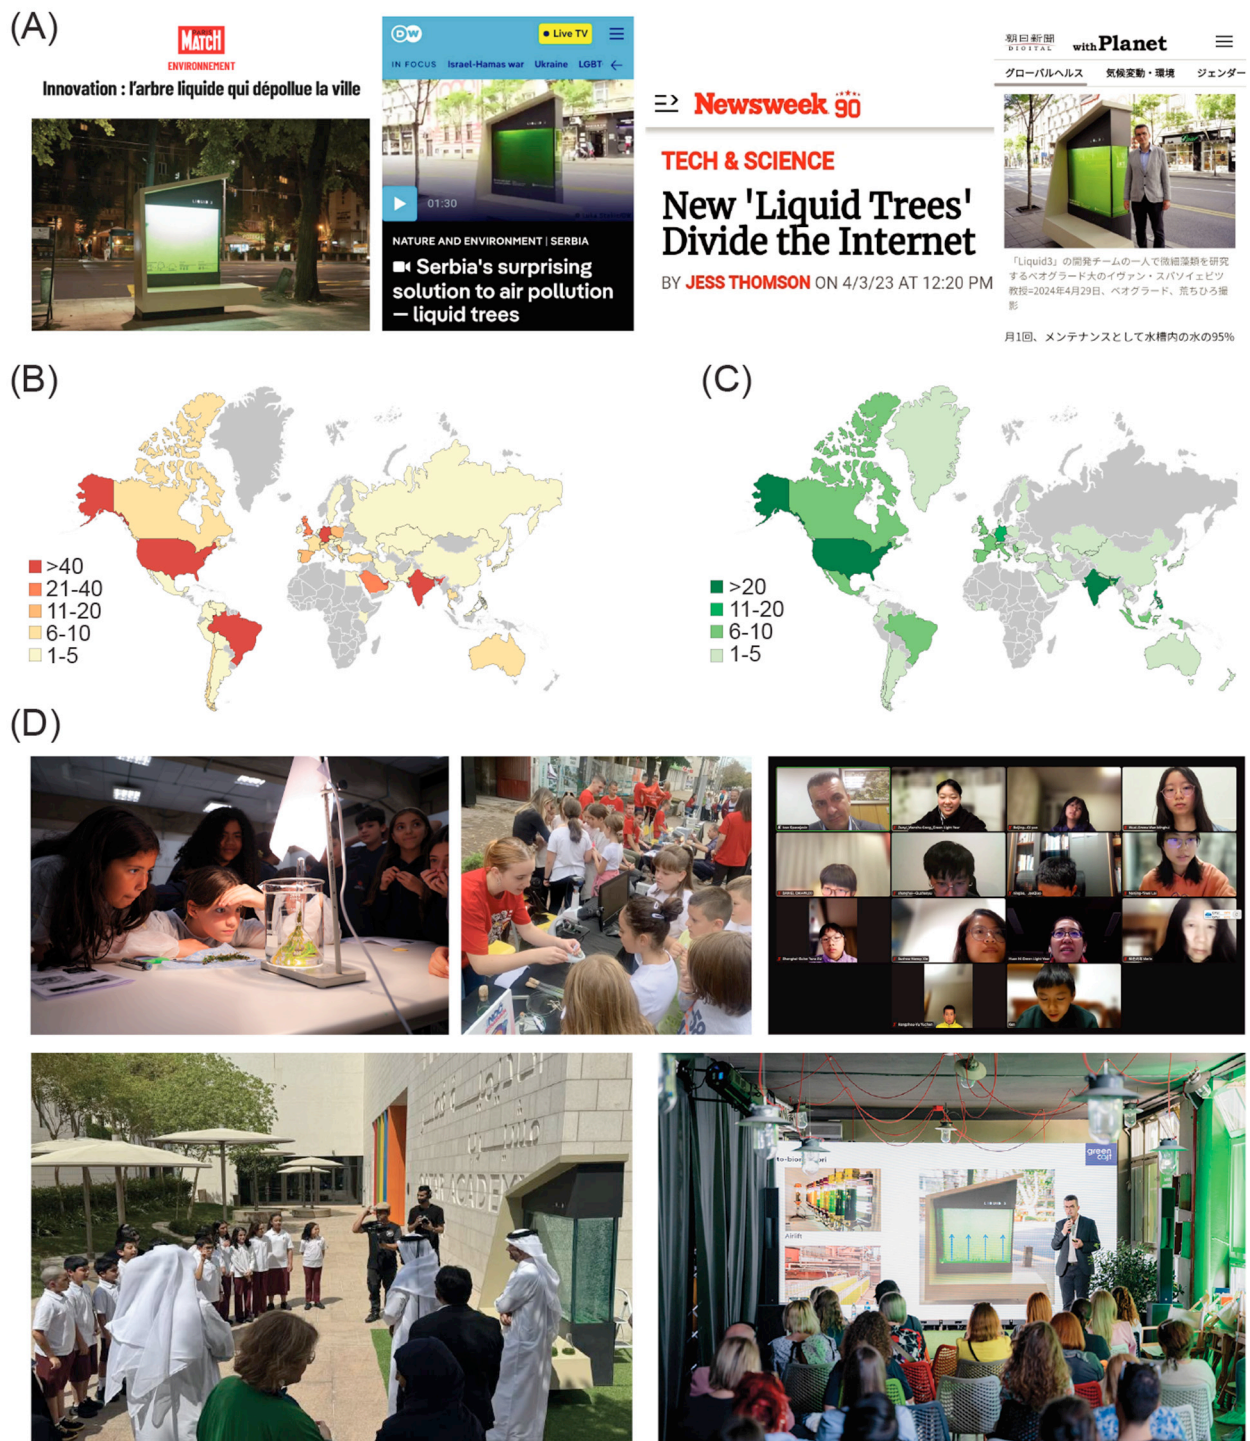 (A)
PARIS
MATCH
ENVIRONNEMENT
Innovation : l'arbre liquide qui dépollue la ville
LIQUID 3
DW
Live TV
IN FOCUS Israel-Hamas war Ukraine LGBT
01:30
NATURE AND ENVIRONMENT | SERBIA
Serbia's surprising
solution to air pollution
— liquid trees
Newsweek 90
TECH & SCIENCE
New 'Liquid Trees'
Divide the Internet
BY JESS THOMSON ON 4/3/23 AT 12:20 PM
朝日新聞
DIGITAL
with Planet
グローバルヘルス 気候変動・環境 ジェンダー
「Liquid3」の開発チームの一人で微細藻類を研究
するベオグラード大のイヴァン・スパソイェビツ
教授=2024年4月29日、ベオグラード、荒ちひろ撮
影
月1回、メンテナンスとして水槽内の水の95%
(B)
>40
21-40
11-20
6-10
1-5
(C)
>20
11-20
6-10
1-5
(D)
green
Airlift
LIQUID 3